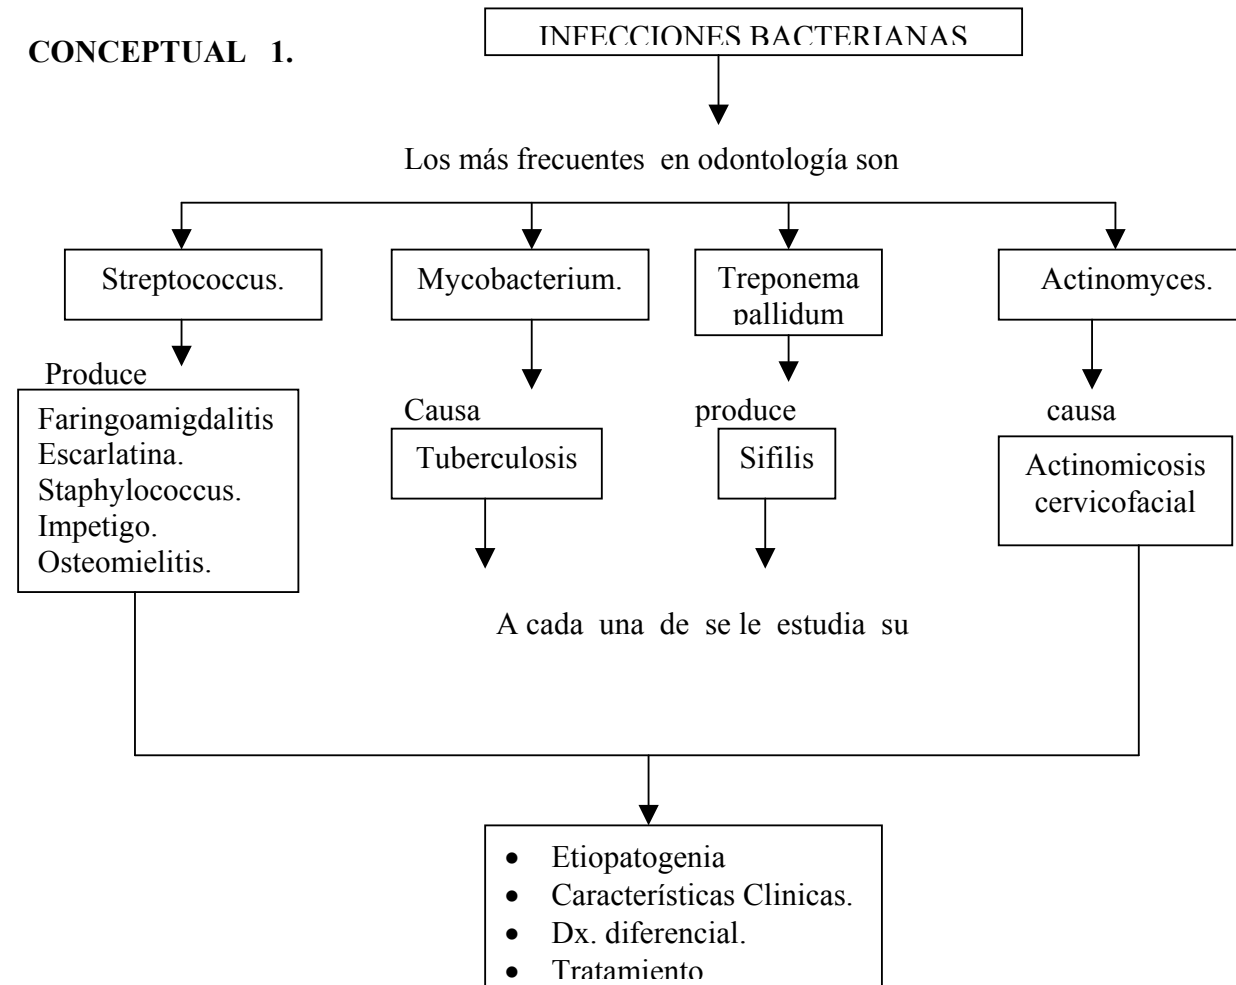 INFECCIONES BACTERIANAS
CONCEPTUAL 1.
Los más frecuentes en odontología son
Streptococcus.
Mycobacterium.
Treponema
pallidum
Actinomyces.
Produce
Faringoamigdalitis
Escarlatina.
Staphylococcus.
Impetigo.
Osteomielitis.
Causa
Tuberculosis
produce
Sifilis
causa
Actinomicosis
cervicofacial
A cada una de se le estudia su
• Etiopatogenia
• Característícas Clinicas.
• Dx. diferencial.
• Tratamiento